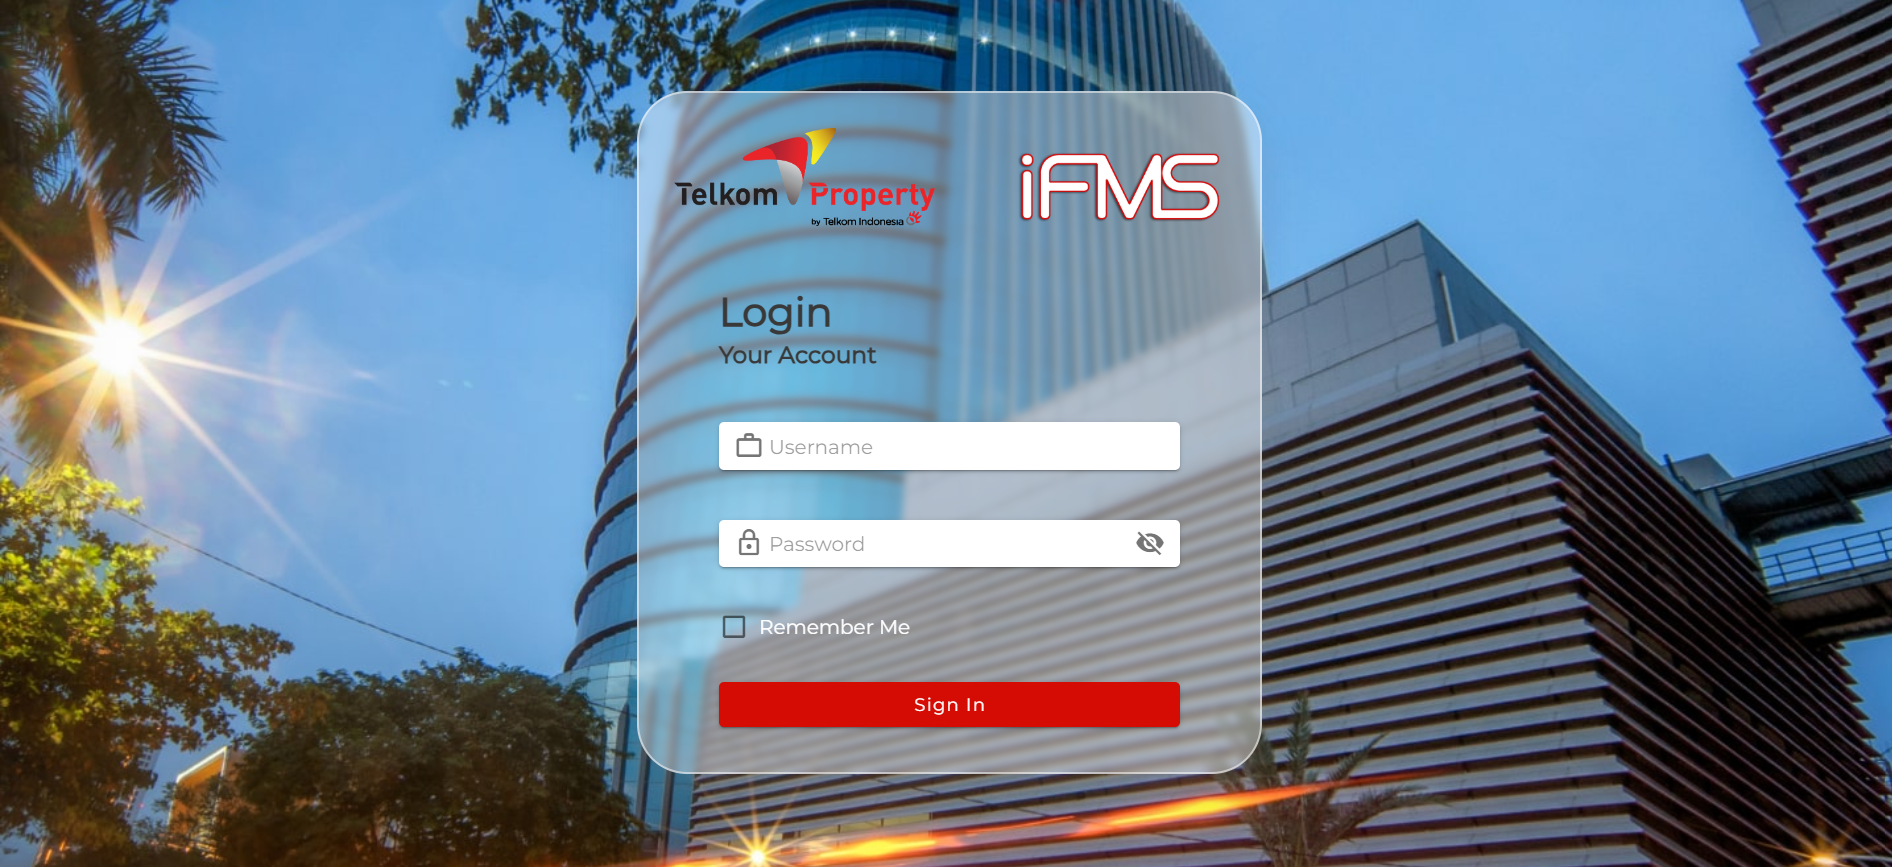 Telkom Property
by Telkom Indonesia
iFMS
Login
Your Account
Username
Password
Remember Me
Sign In